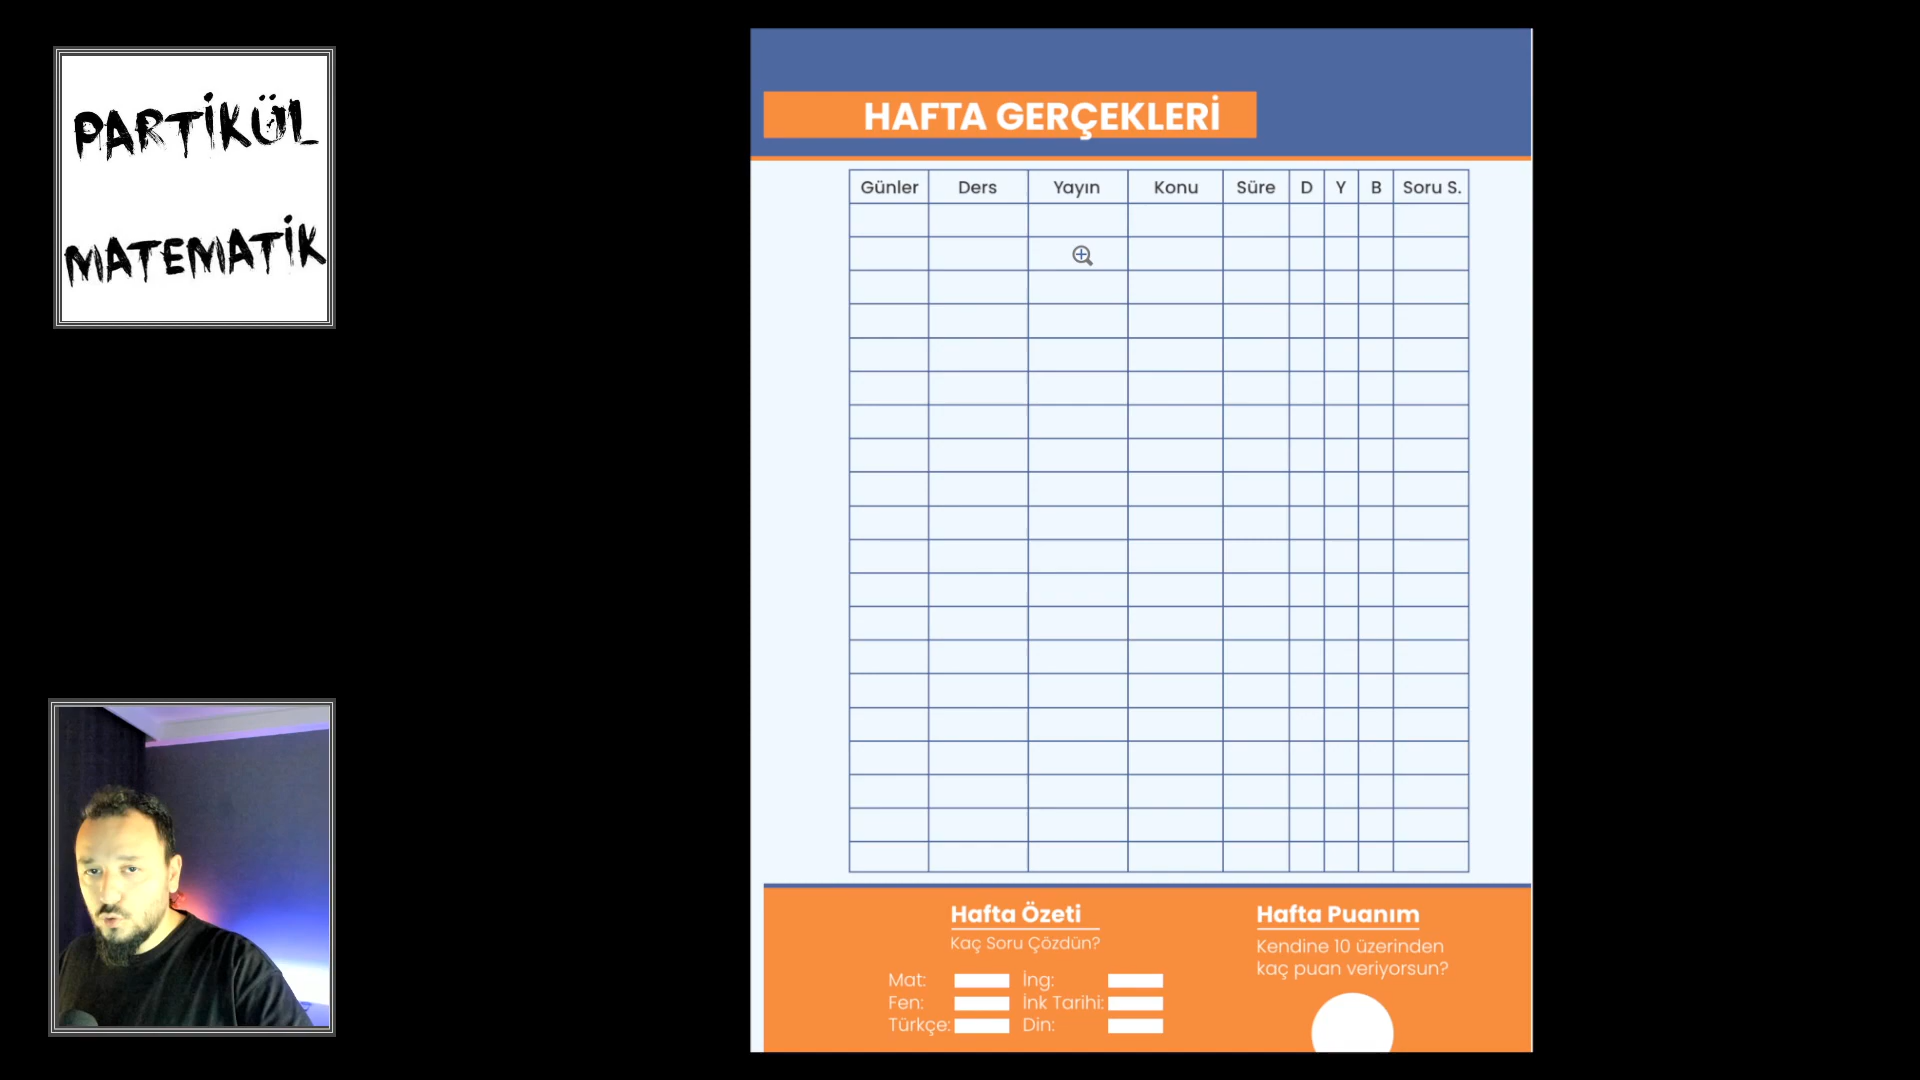 PARTİKÜL
MATEMATİK
HAFTA GERÇEKLERİ
Günler Ders Yayın Konu Süre D Y B Soru S.
Hafta Özeti
Kaç Soru Çözdün?
Mat: İng:
Fen: İnk Tarihi:
Türkçe: Din:
Hafta Puanım
Kendine 10 üzerinden
kaç puan veriyorsun?